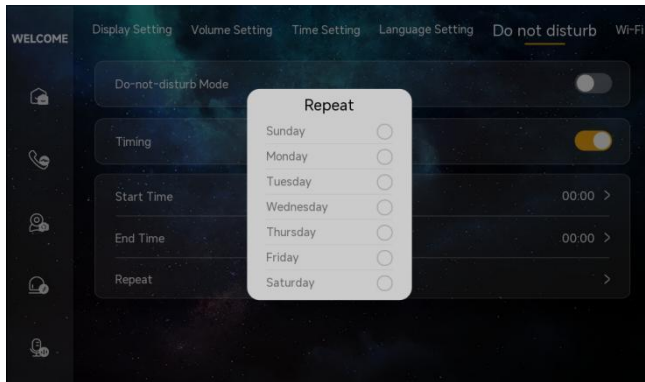 WELCOME
Display Setting Volume Setting Time Setting Language Setting Do not disturb Wi-Fi
Do-not-disturb Mode
Timing
Start Time 00:00 >
End Time 00:00 >
Repeat >
Repeat
Sunday
Monday
Tuesday
Wednesday
Thursday
Friday
Saturday